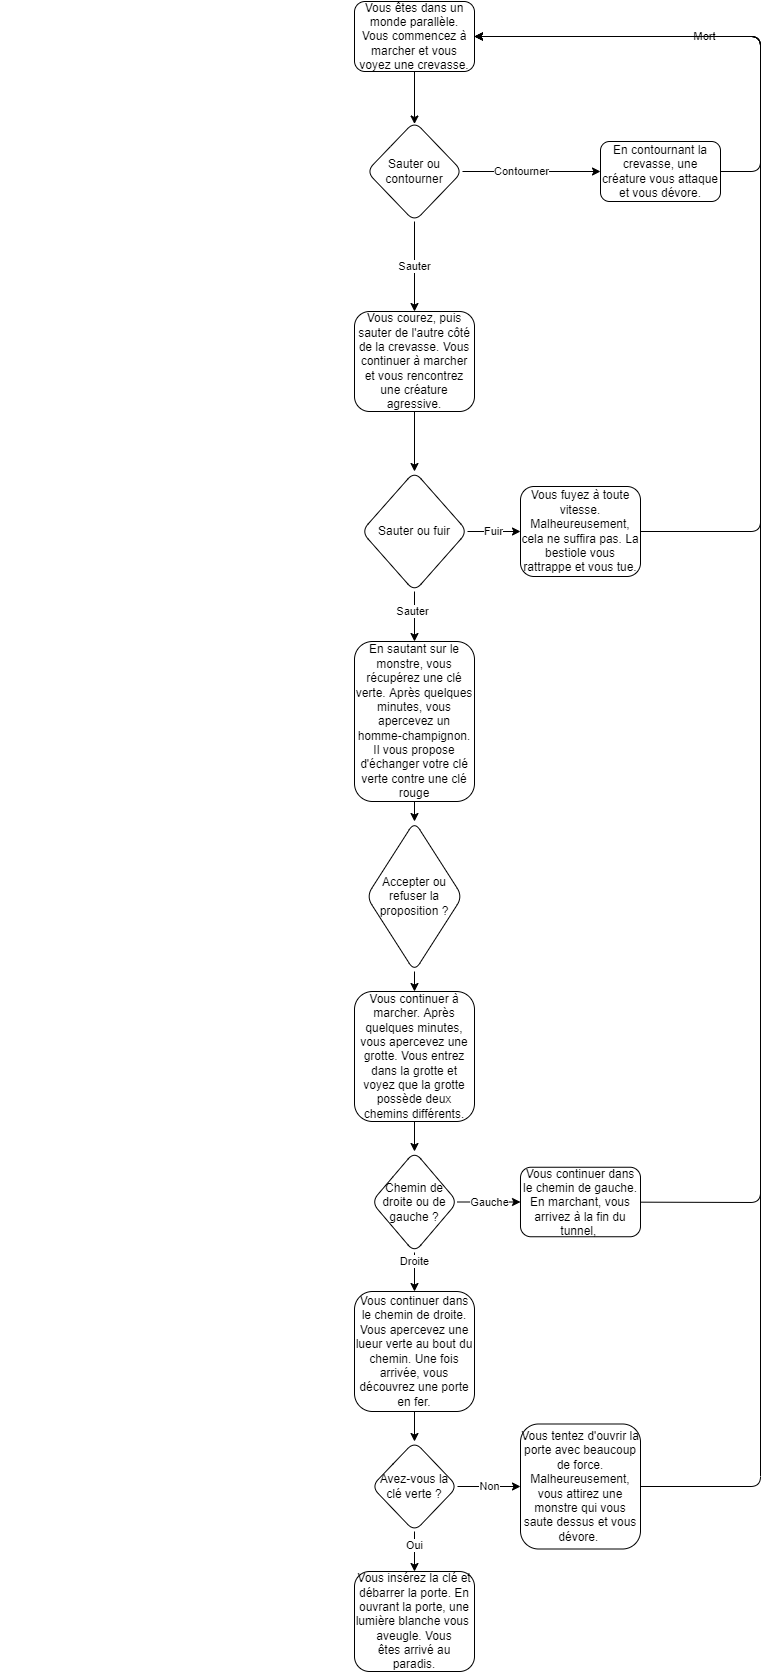 Vous êtes dans un
monde parallèle.
Vous commencez à
marcher et vous
voyez une crevasse.
Mort
Sauter ou
contourner
Contourner
En contournant la
crevasse, une
créature vous attaque
et vous dévore.
Sauter
Vous courez, puis
sauter de l'autre côté
de la crevasse. Vous
continuer à marcher
et vous rencontrez
une créature
agressive.
Sauter ou fuir
Fuir
Vous fuyez à toute
vitesse.
Malheureusement,
cela ne suffira pas. La
bestiole vous
rattrappe et vous tue.
Sauter
En sautant sur le
monstre, vous
récupérez une clé
verte. Après quelques
minutes, vous
apercevez un
homme-champignon.
Il vous propose
d'échanger votre clé
verte contre une clé
rouge
Accepter ou
refuser la
proposition ?
Vous continuer à
marcher. Après
quelques minutes,
vous apercevez une
grotte. Vous entrez
dans la grotte et
voyez que la grotte
possède deux
chemins différents.
Chemin de
droite ou de
gauche ?
Gauche
Vous continuer dans
le chemin de gauche.
En marchant, vous
arrivez à la fin du
tunnel,
Droite
Vous continuer dans
le chemin de droite.
Vous apercevez une
lueur verte au bout du
chemin. Une fois
arrivée, vous
découvrez une porte
en fer.
Avez-vous la
clé verte ?
Non
Vous tentez d'ouvrir la
porte avec beaucoup
de force.
Malheureusement,
vous attirez une
monstre qui vous
saute dessus et vous
dévore.
Oui
Vous insérez la clé et
débarrer la porte. En
ouvrant la porte, une
lumière blanche vous
aveugle. Vous
êtes arrivé au
paradis.